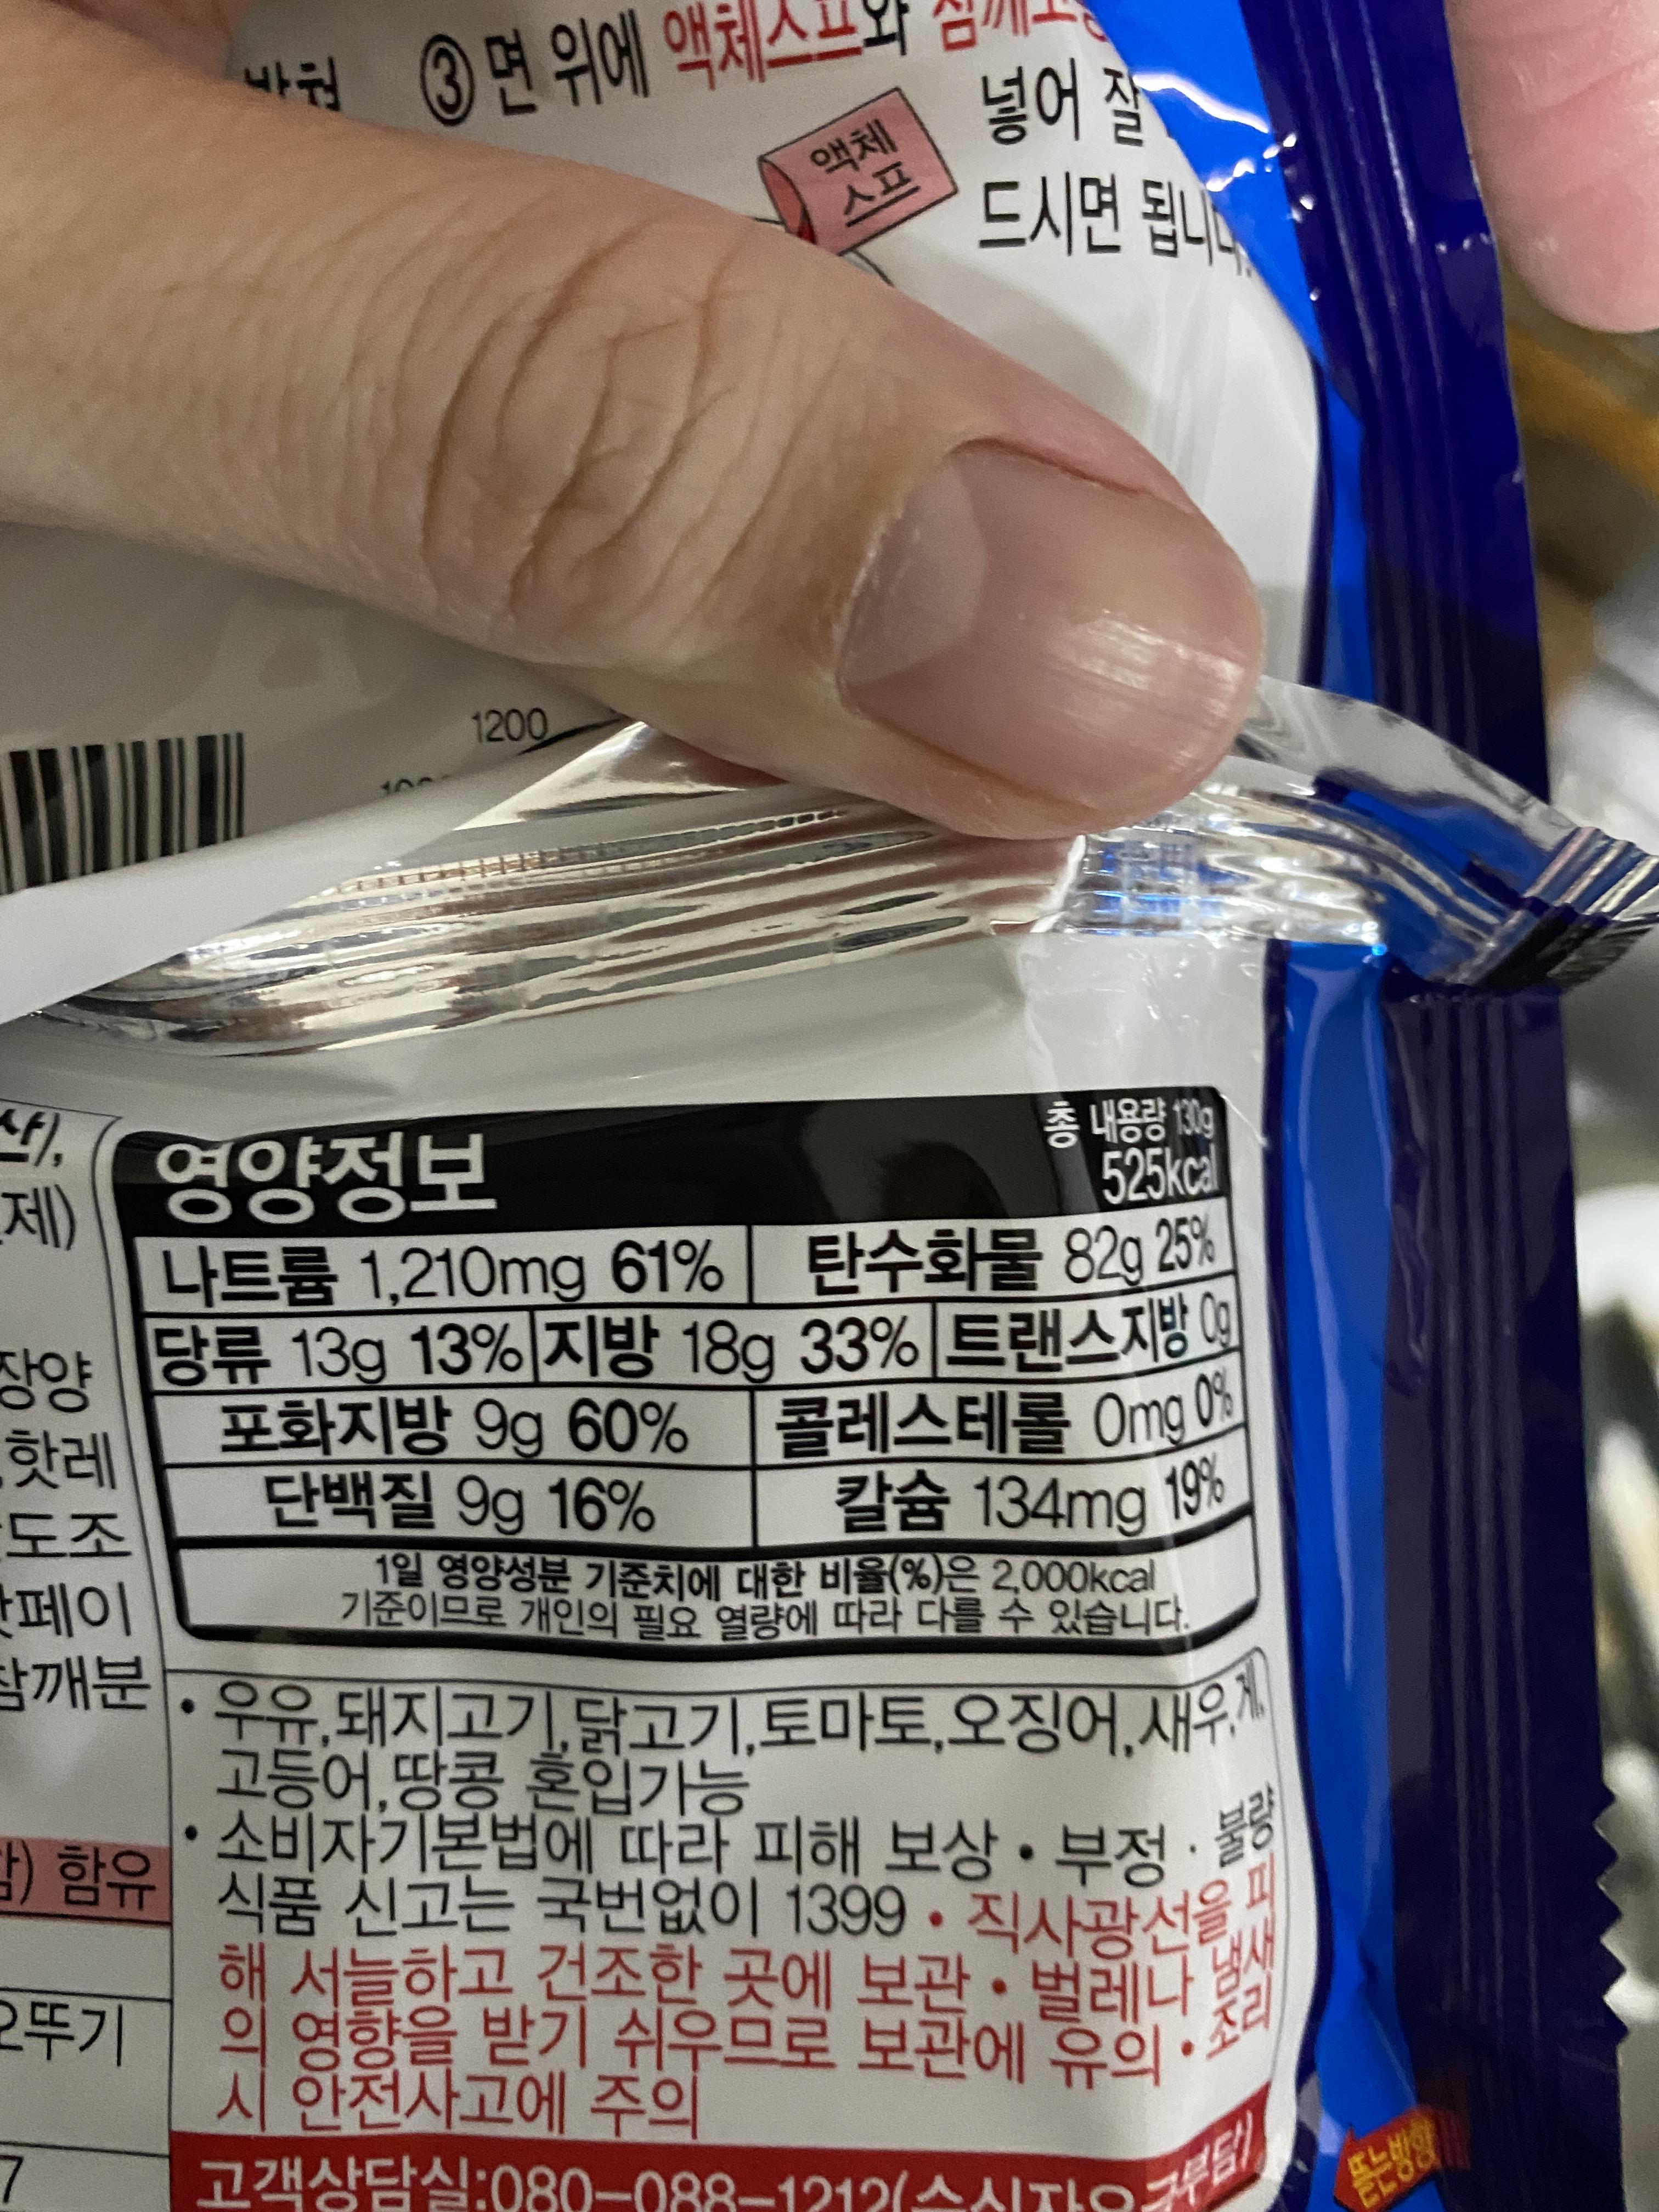 ③ 면 위에 액체스프와
넣어 잘
드시면 됩니다.
액체
스프
1200
산),
제)
장양
핫레
도조
페이
참깨분
함유
오뚜기
7
영양정보
총 내용량 130g
525kcal
나트륨 1,210mg 61% 탄수화물 82g 25%
당류 13g 13% 지방 18g 33% 트랜스지방 0g
포화지방 9g 60% 콜레스테롤 0mg 0%
단백질 9g 16% 칼슘 134mg 19%
1일 영양성분 기준치에 대한 비율(%)은 2,000kcal
기준이므로 개인의 필요 열량에 따라 다를 수 있습니다.
• 우유,돼지고기,닭고기,토마토,오징어,새우,게,
고등어,땅콩 혼입가능
• 소비자기본법에 따라 피해 보상 • 부정 · 불량
식품 신고는 국번없이 1399 • 직사광선을 피
해 서늘하고 건조한 곳에 보관 • 벌레나 냄새
의 영향을 받기 쉬우므로 보관에 유의 • 조리
시 안전사고에 주의
고객상담실:080-088-1212(수신자요금부담)
뜯는방향